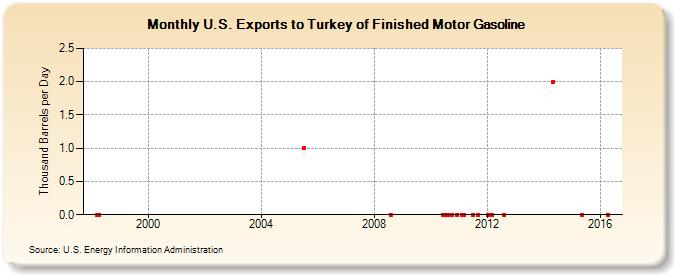 Monthly U.S. Exports to Turkey of Finished Motor Gasoline
Thousand Barrels per Day
2.5
2.0
1.5
1.0
0.5
0.0
2000 2004 2008 2012 2016
Source: U.S. Energy Information Administration